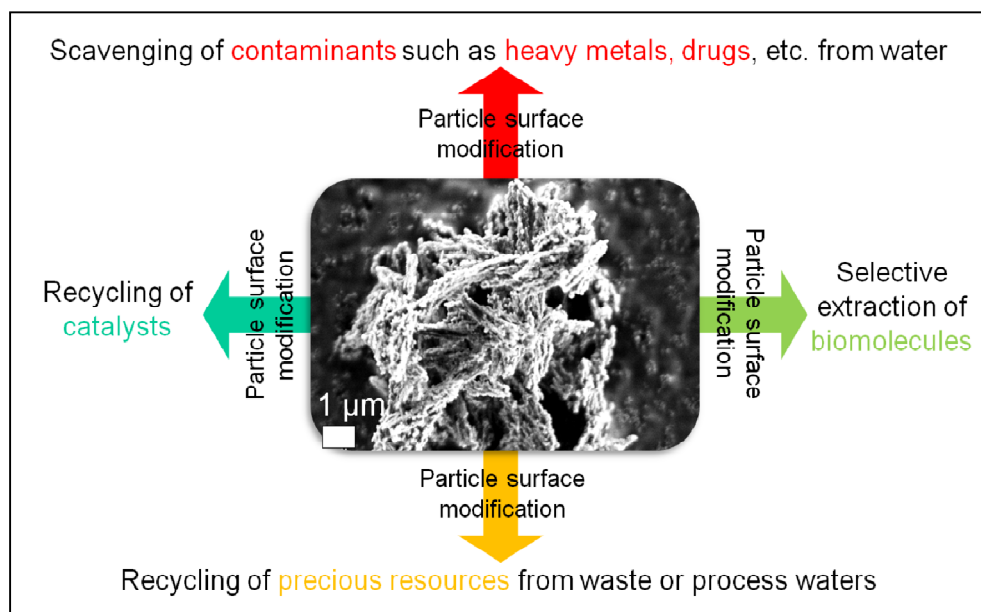 Scavenging of contaminants such as heavy metals, drugs, etc. from water
Particle surface
modification
Particle surface
modification
Recycling of
catalysts
Particle surface
modification
Selective
extraction of
biomolecules
1 µm
Particle surface
modification
Recycling of precious resources from waste or process waters